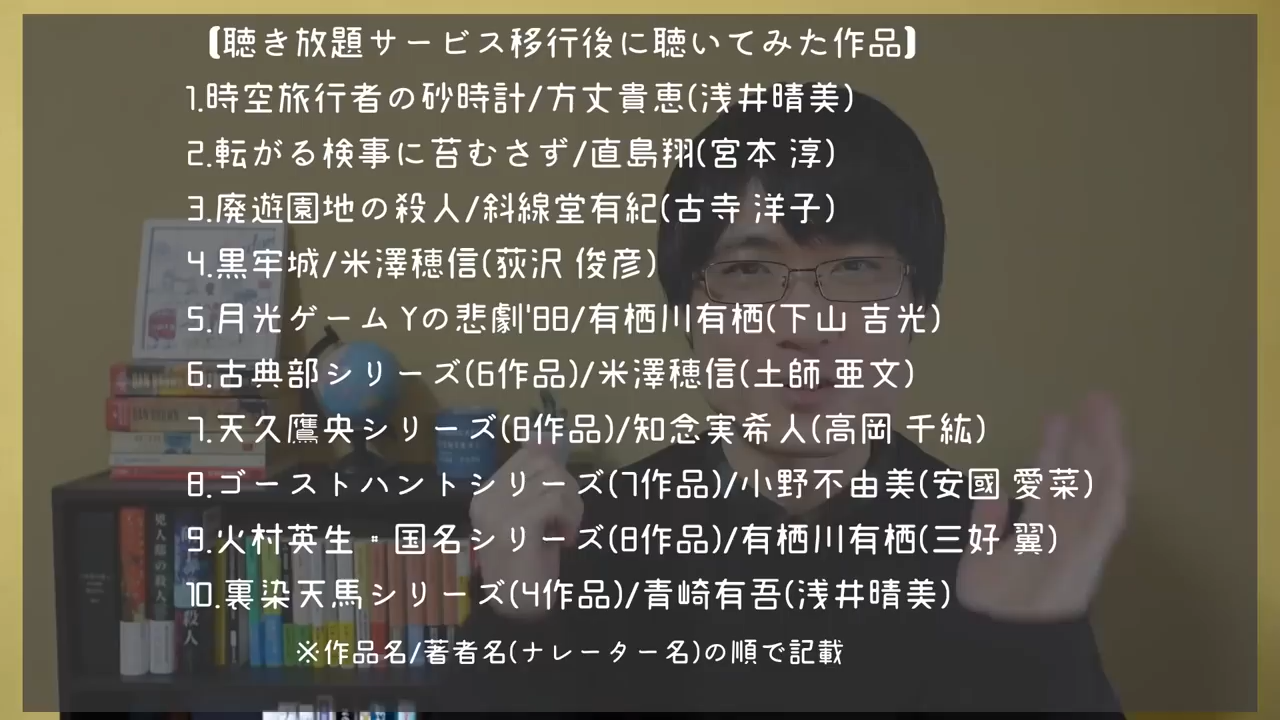 【聴き放題サービス移行後に聴いてみた作品】
1.時空旅行者の砂時計/方丈貴恵(浅井晴美)
2.転がる検事に苔むさず/直島翔(宮本 淳)
3.廃遊園地の殺人/斜線堂有紀(古寺 洋子)
4.黒牢城/米澤穂信(荻沢 俊彦)
5.月光ゲーム Yの悲劇'88/有栖川有栖(下山 吉光)
6.古典部シリーズ(6作品)/米澤穂信(土師 亜文)
7.天久鷹央シリーズ(8作品)/知念実希人(高岡 千紘)
8.ゴーストハントシリーズ(7作品)/小野不由美(安國 愛菜)
9.火村英生・国名シリーズ(8作品)/有栖川有栖(三好 翼)
10.裏染天馬シリーズ(4作品)/青崎有吾(浅井晴美)
※作品名/著者名(ナレーター名)の順で記載